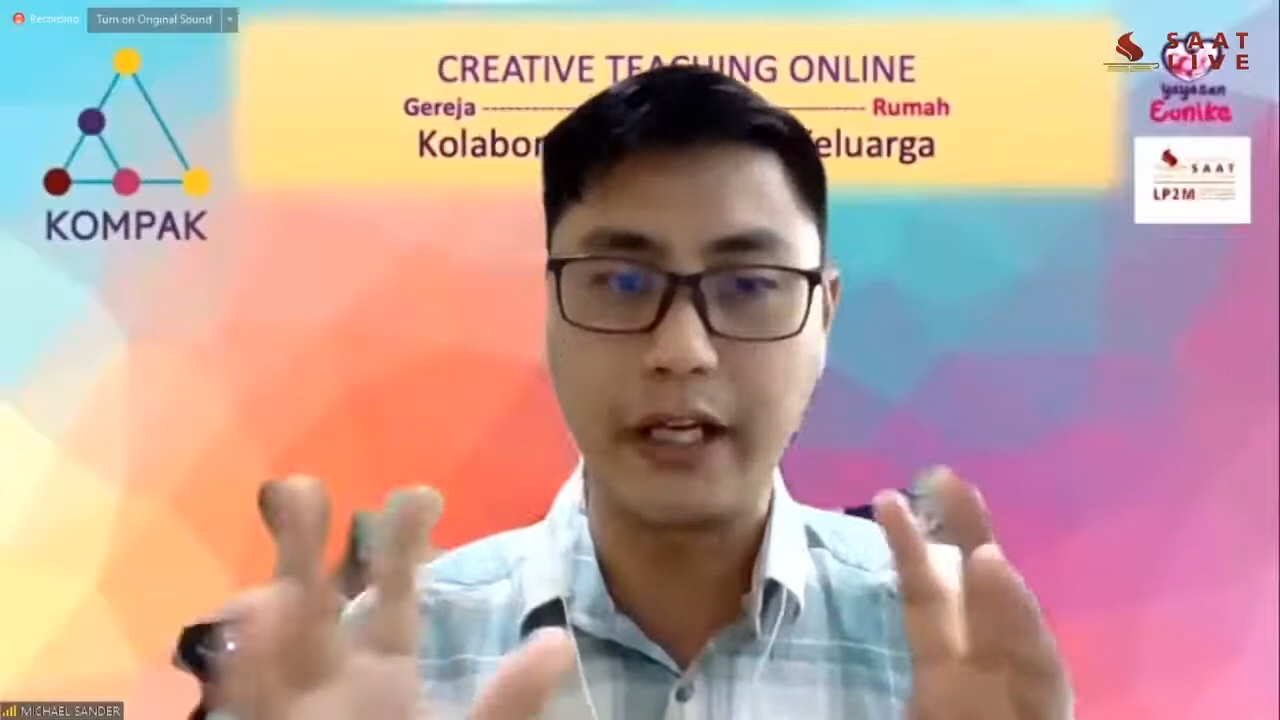 Recording
Turn on Original Sound
SAAT
LIVE
CREATIVE TEACHING ONLINE
Gereja ---------- ---------- Rumah
Kolabor eluarga
yayasan
Eunike
SAAT
LP2M
KOMPAK
MICHAEL SANDER